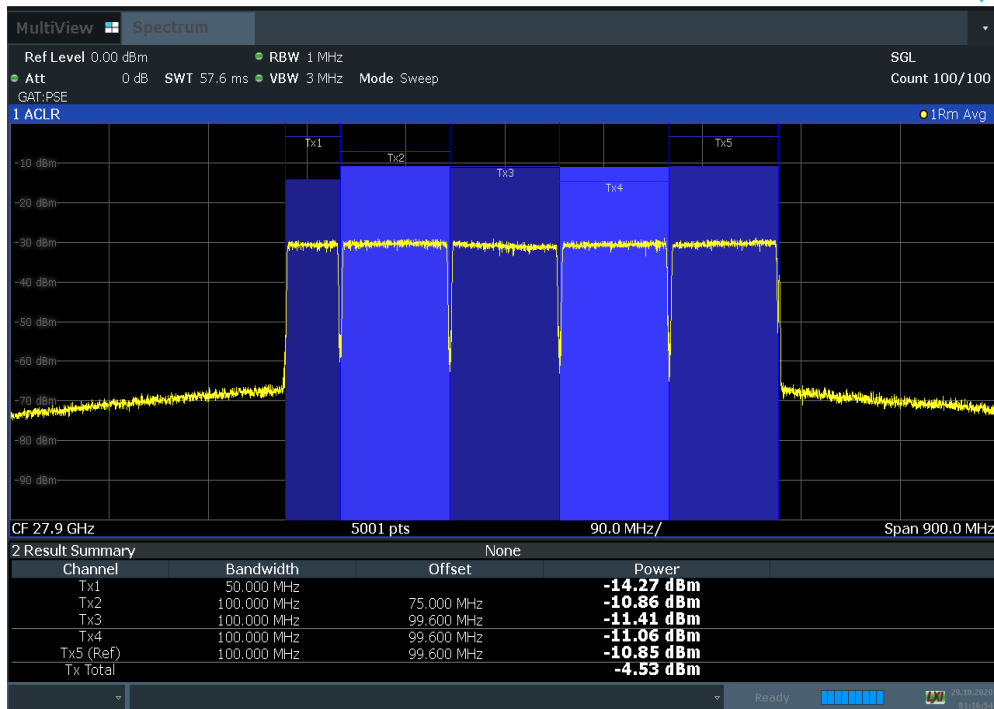 MultiView Spectrum
Ref Level 0.00 dBm RBW 1 MHz SGL
Att 0 dB SWT 57.6 ms VBW 3 MHz Mode Sweep Count 100/100
GAT:PSE
1 ACLR 1Rm Avg
Tx1 Tx5
Tx2
-10 dBm
Tx3
Tx4
-20 dBm
-30 dBm
-40 dBm
-50 dBm
-60 dBm
-70 dBm
-80 dBm
-90 dBm
CF 27.9 GHz 5001 pts 90.0 MHz/ Span 900.0 MHz
2 Result Summary None
Channel Bandwidth Offset Power
Tx1 50.000 MHz -14.27 dBm
Tx2 100.000 MHz 75.000 MHz -10.86 dBm
Tx3 100.000 MHz 99.600 MHz -11.41 dBm
Tx4 100.000 MHz 99.600 MHz -11.06 dBm
Tx5 (Ref) 100.000 MHz 99.600 MHz -10.85 dBm
Tx Total -4.53 dBm
Ready 29.10.2020
01:16:54